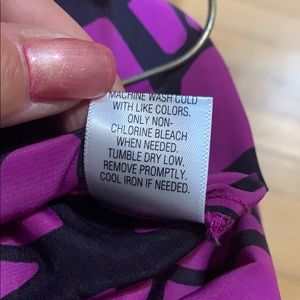 MACHINE WASH COLD
WITH LIKE COLORS.
ONLY NON-
CHLORINE BLEACH
WHEN NEEDED.
TUMBLE DRY LOW.
REMOVE PROMPTLY.
COOL IRON IF NEEDED.